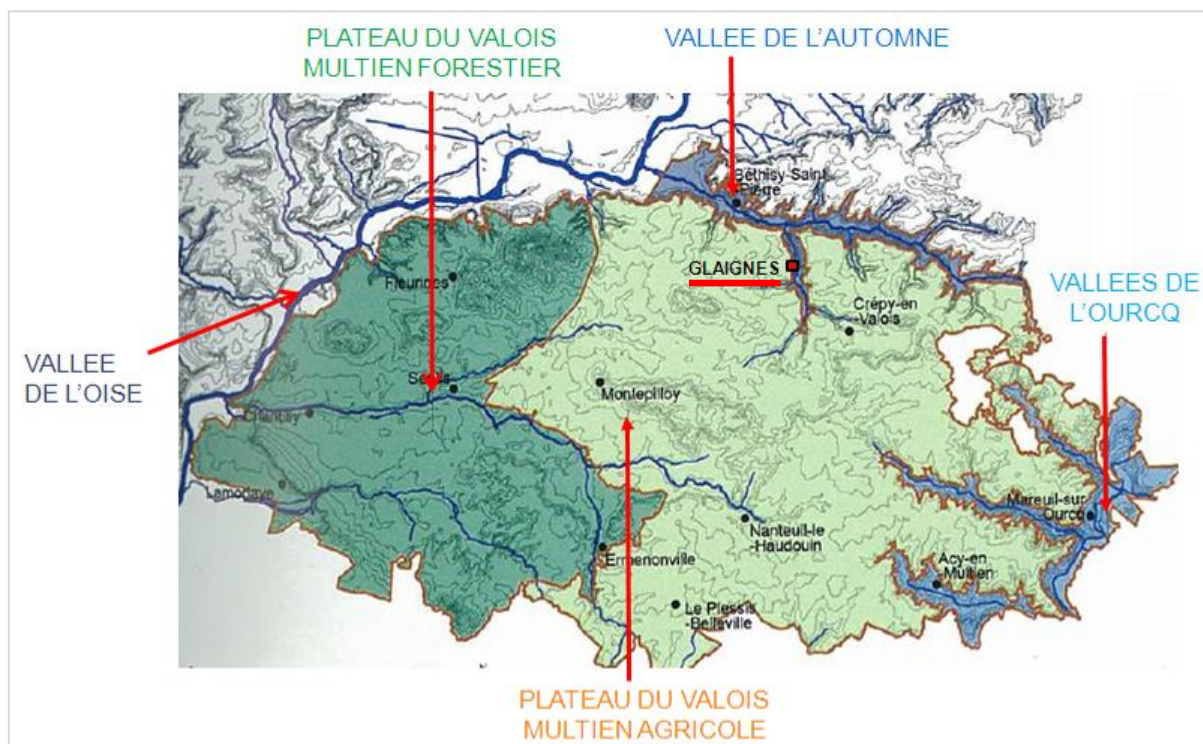 PLATEAU DU VALOIS
MULTIEN FORESTIER
VALLEE DE L'AUTOMNE
Béthisy-Saint
-Pierre
GLAIGNES
Fleurines
VALLEES DE
L'OURCQ
Crépy-en
-Valois
VALLEE
DE L'OISE
Senlis
Montepilloy
Chantilly
Lamorlaye
Mareuil-sur
Ourcq
Nanteuil-le
-Haudouin
Ermenonville
Acy-en
-Multien
Le Plessis
-Belleville
PLATEAU DU VALOIS
MULTIEN AGRICOLE